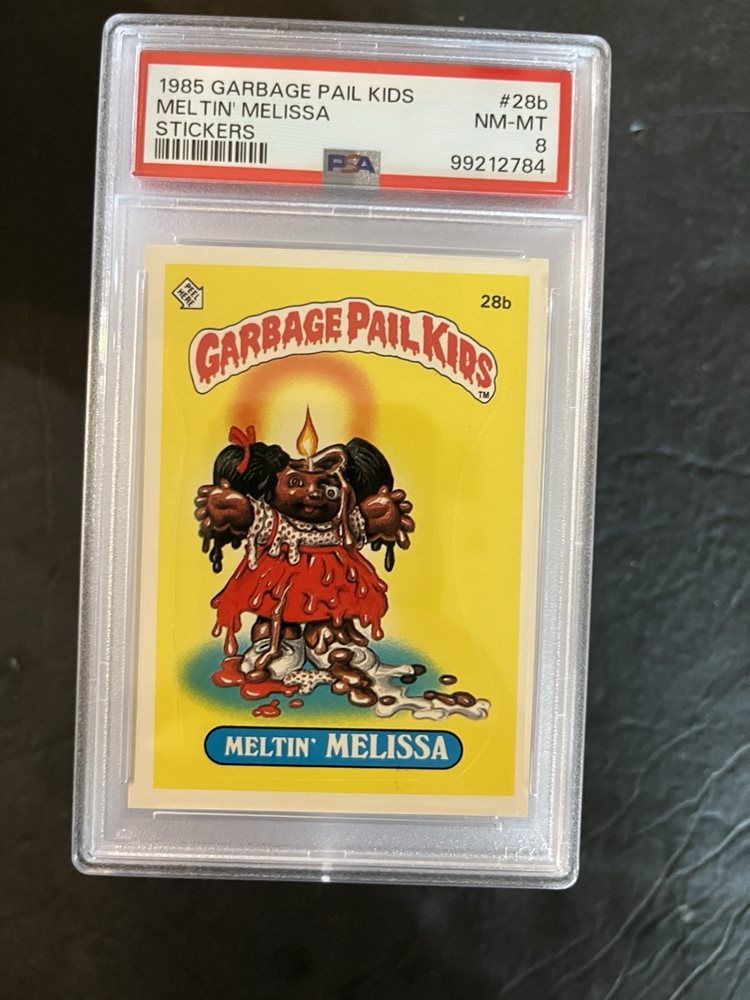 1985 GARBAGE PAIL KIDS #28b
MELTIN' MELISSA NM-MT
STICKERS 8
PSA 99212784
PEEL
HERE
28b
GARBAGE PAIL KIDS
TM
MELTIN' MELISSA